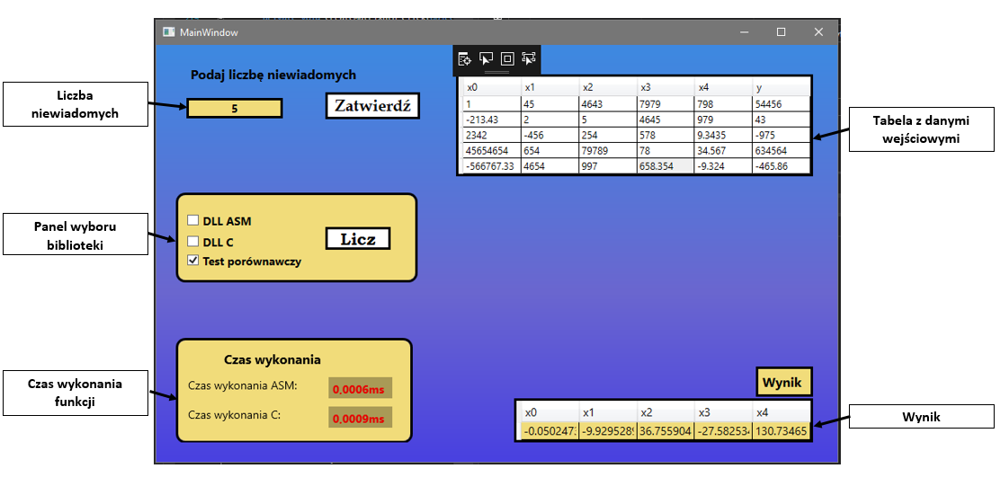 MainWindow
Podaj liczbę niewiadomych
5
Zatwierdź
Liczba
niewiadomych
x0 x1 x2 x3 x4 y
1 45 4643 7979 798 54456
-213.43 2 5 4645 979 43
2342 -456 254 578 9.3435 -975
45654654 654 79789 78 34.567 634564
-566767.33 4654 997 658.354 -9.324 -465.86
Tabela z danymi
wejściowymi
Panel wyboru
biblioteki
DLL ASM
DLL C
Test porównawczy
Licz
Czas wykonania
funkcji
Czas wykonania
Czas wykonania ASM: 0,0006ms
Czas wykonania C: 0,0009ms
Wynik
x0 x1 x2 x3 x4
-0.05024 -9.929528 36.755904 -27.58253 130.73465
Wynik